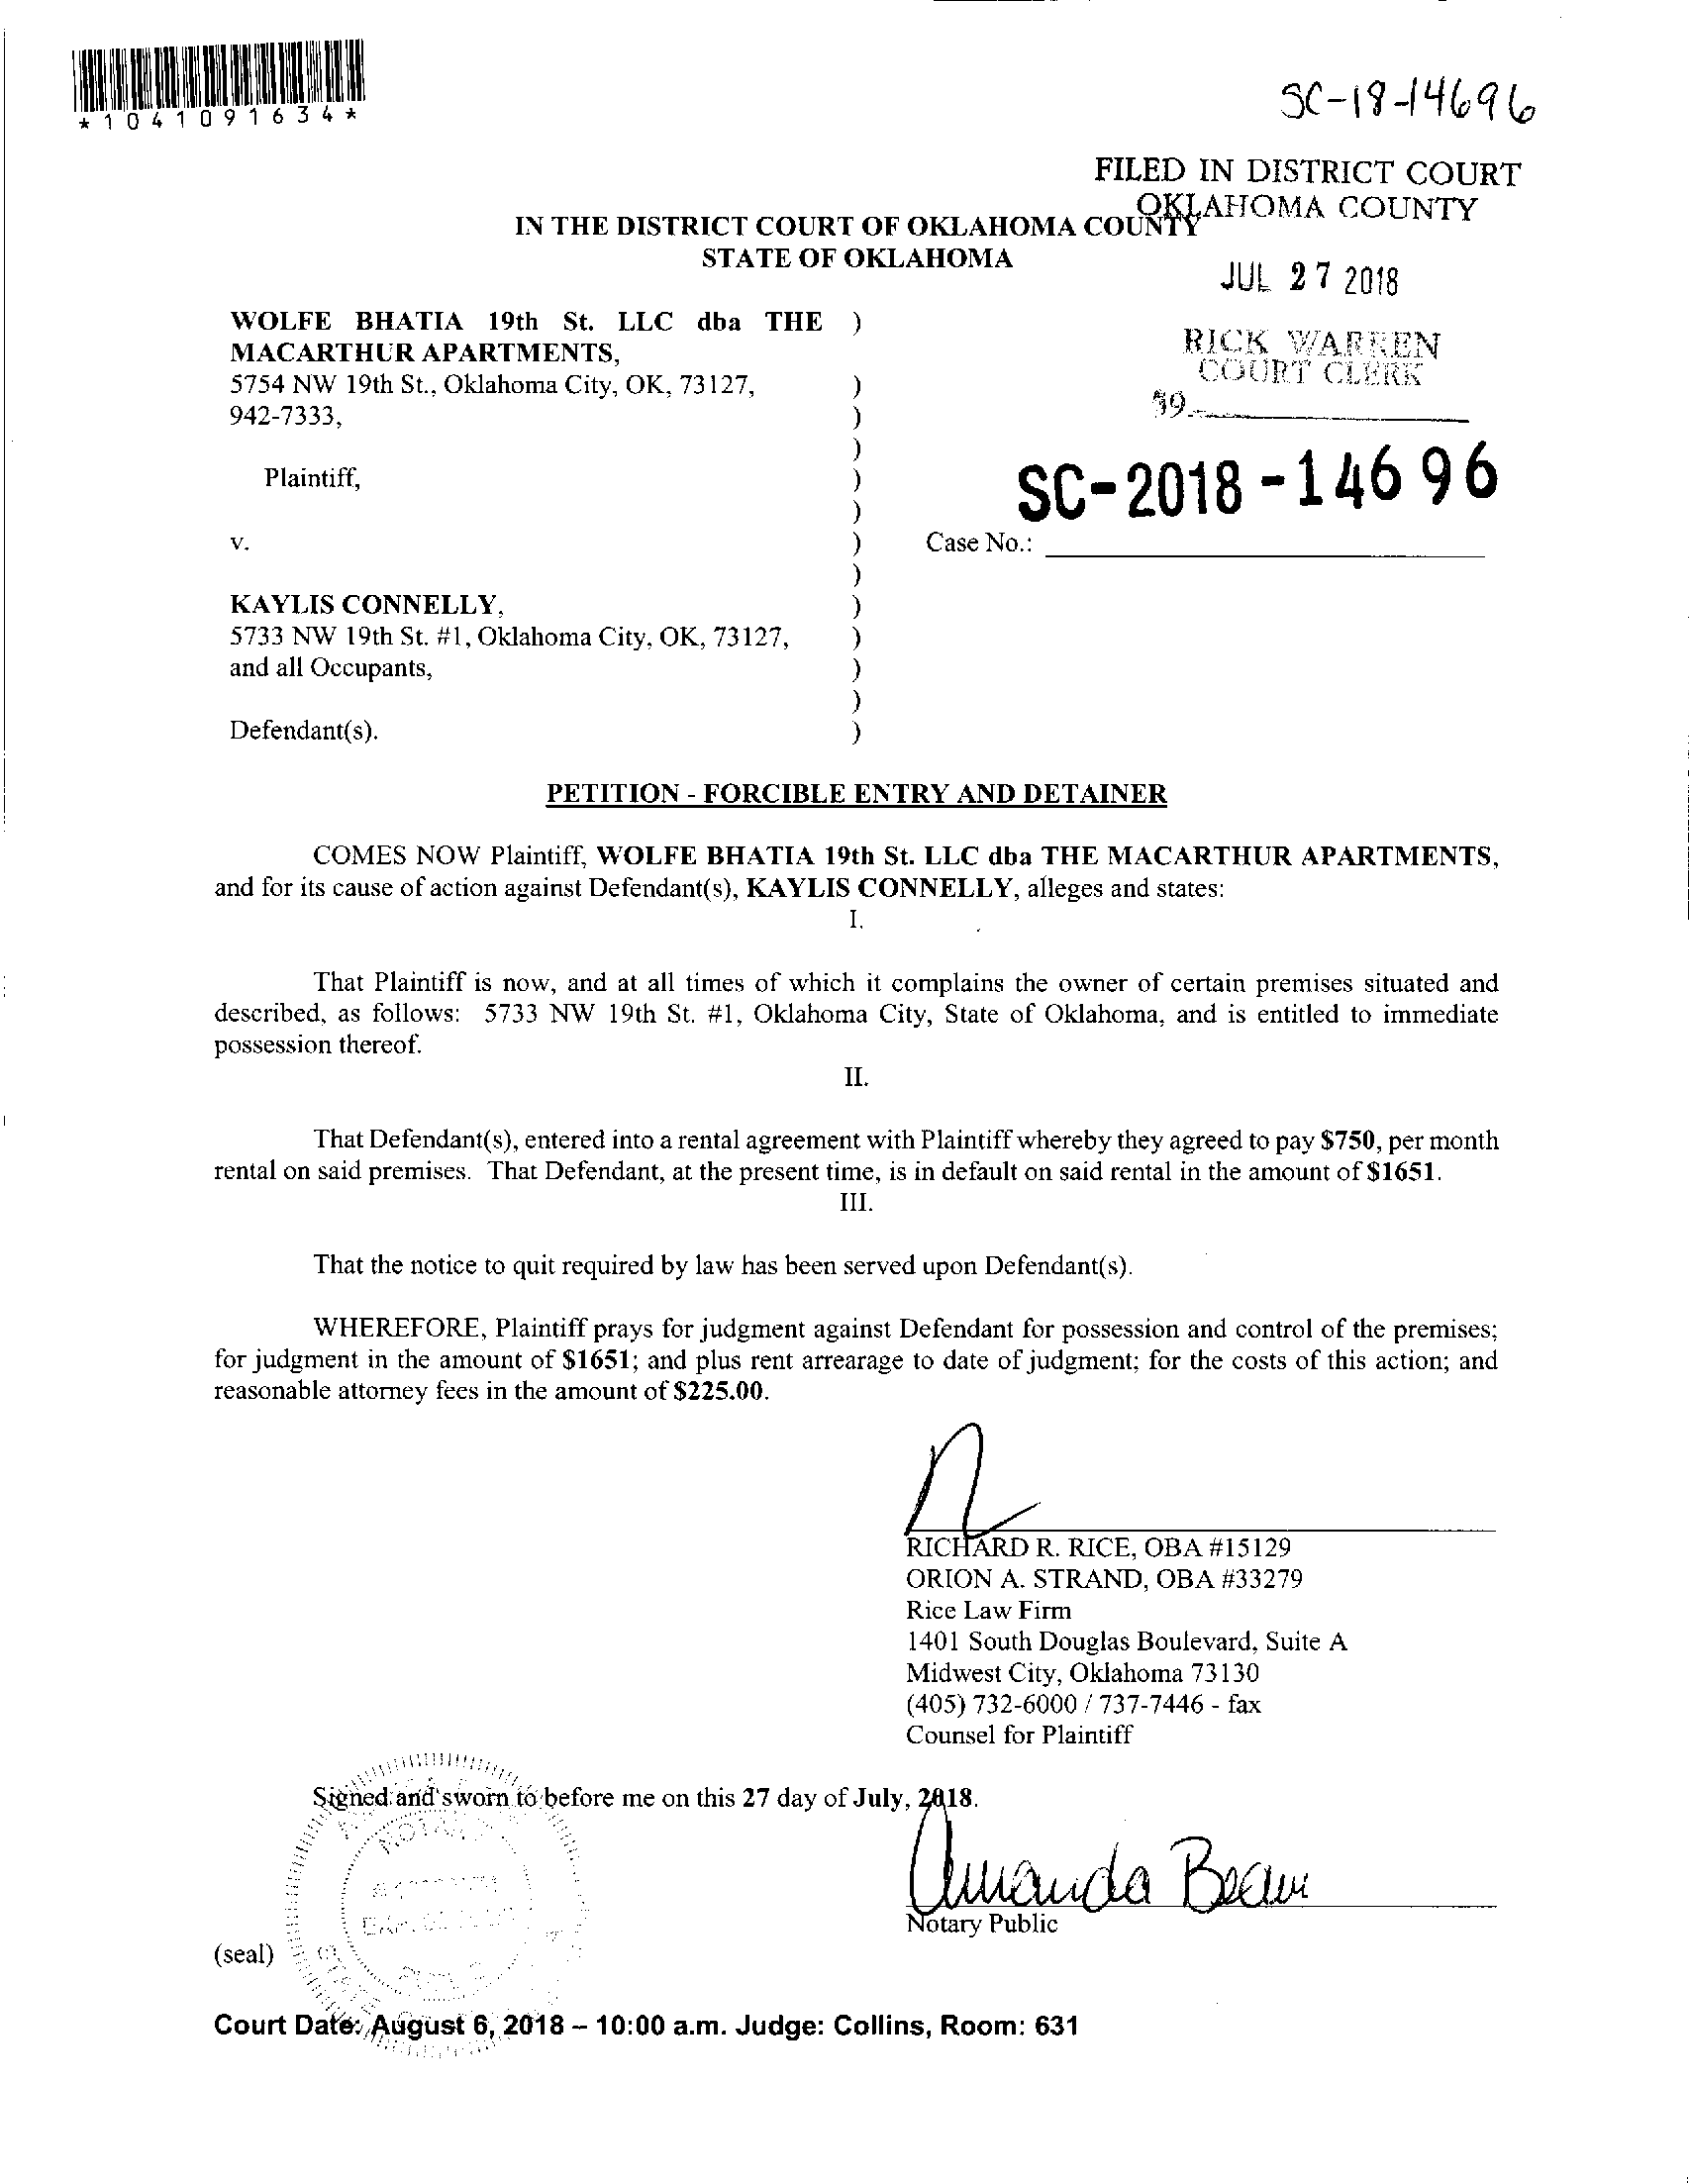 *1041091634*
SC-18-14696
FILED IN DISTRICT COURT
OKLAHOMA COUNTY
IN THE DISTRICT COURT OF OKLAHOMA COUNTY
STATE OF OKLAHOMA
JUL 27 2018
WOLFE BHATIA 19th St. LLC dba THE )
MACARTHUR APARTMENTS,
RICK WARREN
COURT CLERK
5754 NW 19th St., Oklahoma City, OK, 73127, )
942-7333, )
39
)
Plaintiff, )
SC-2018-14696
)
v. ) Case No.:
)
KAYLIS CONNELLY, )
5733 NW 19th St. #1, Oklahoma City, OK, 73127, )
and all Occupants, )
)
Defendant(s). )
PETITION - FORCIBLE ENTRY AND DETAINER
COMES NOW Plaintiff, WOLFE BHATIA 19th St. LLC dba THE MACARTHUR APARTMENTS,
and for its cause of action against Defendant(s), KAYLIS CONNELLY, alleges and states:
I.
That Plaintiff is now, and at all times of which it complains the owner of certain premises situated and
described, as follows: 5733 NW 19th St. #1, Oklahoma City, State of Oklahoma, and is entitled to immediate
possession thereof.
II.
That Defendant(s), entered into a rental agreement with Plaintiff whereby they agreed to pay $750, per month
rental on said premises. That Defendant, at the present time, is in default on said rental in the amount of $1651.
III.
That the notice to quit required by law has been served upon Defendant(s).
WHEREFORE, Plaintiff prays for judgment against Defendant for possession and control of the premises;
for judgment in the amount of $1651; and plus rent arrearage to date of judgment; for the costs of this action; and
reasonable attorney fees in the amount of $225.00.
RICHARD R. RICE, OBA #15129
ORION A. STRAND, OBA #33279
Rice Law Firm
1401 South Douglas Boulevard, Suite A
Midwest City, Oklahoma 73130
(405) 732-6000 / 737-7446 - fax
Counsel for Plaintiff
Signed and sworn to before me on this 27 day of July, 2018.
NOTARY
Amanda Beam
Notary Public
EXP.
(seal)
Court Date: August 6, 2018 – 10:00 a.m. Judge: Collins, Room: 631